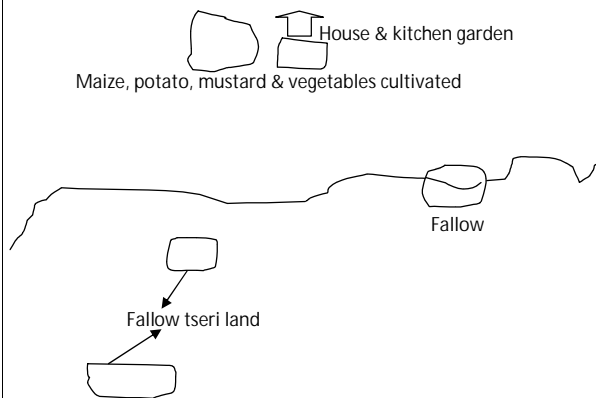 House & kitchen garden
Maize, potato, mustard & vegetables cultivated
Fallow
Fallow tseri land